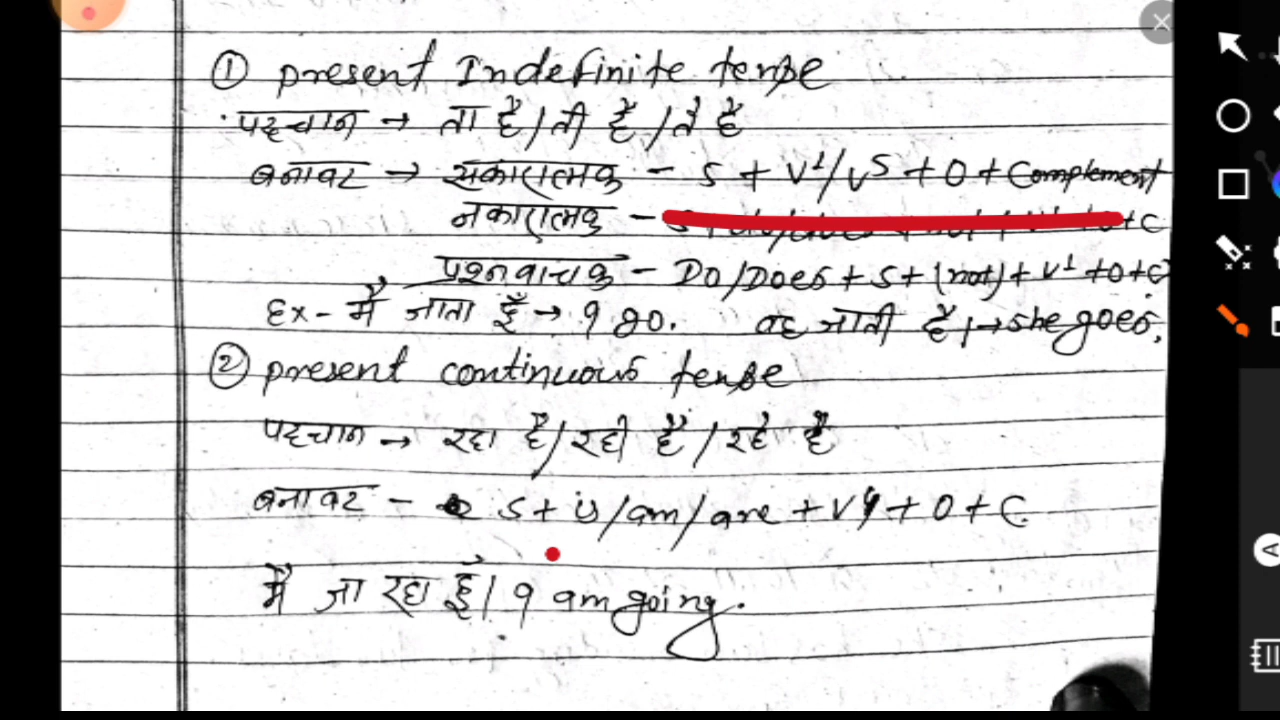 ① present Indefinite tense
पहचान → ता है/ती है/ते हैं
बनावट → सकारात्मक - S + V¹/V⁵ + O + Complement
नकारात्मक - + C
प्रश्नवाचक - DO/Does + S + (not) + V¹ + O + C
Ex - मैं जाता हूँ → I go. वह जाती है। → she goes.
② present continuous tense
पहचान → रहा है/रही है/रहे हैं
बनावट - S + is/am/are + V⁴ + O + C
मैं जा रहा हूँ। I am going.